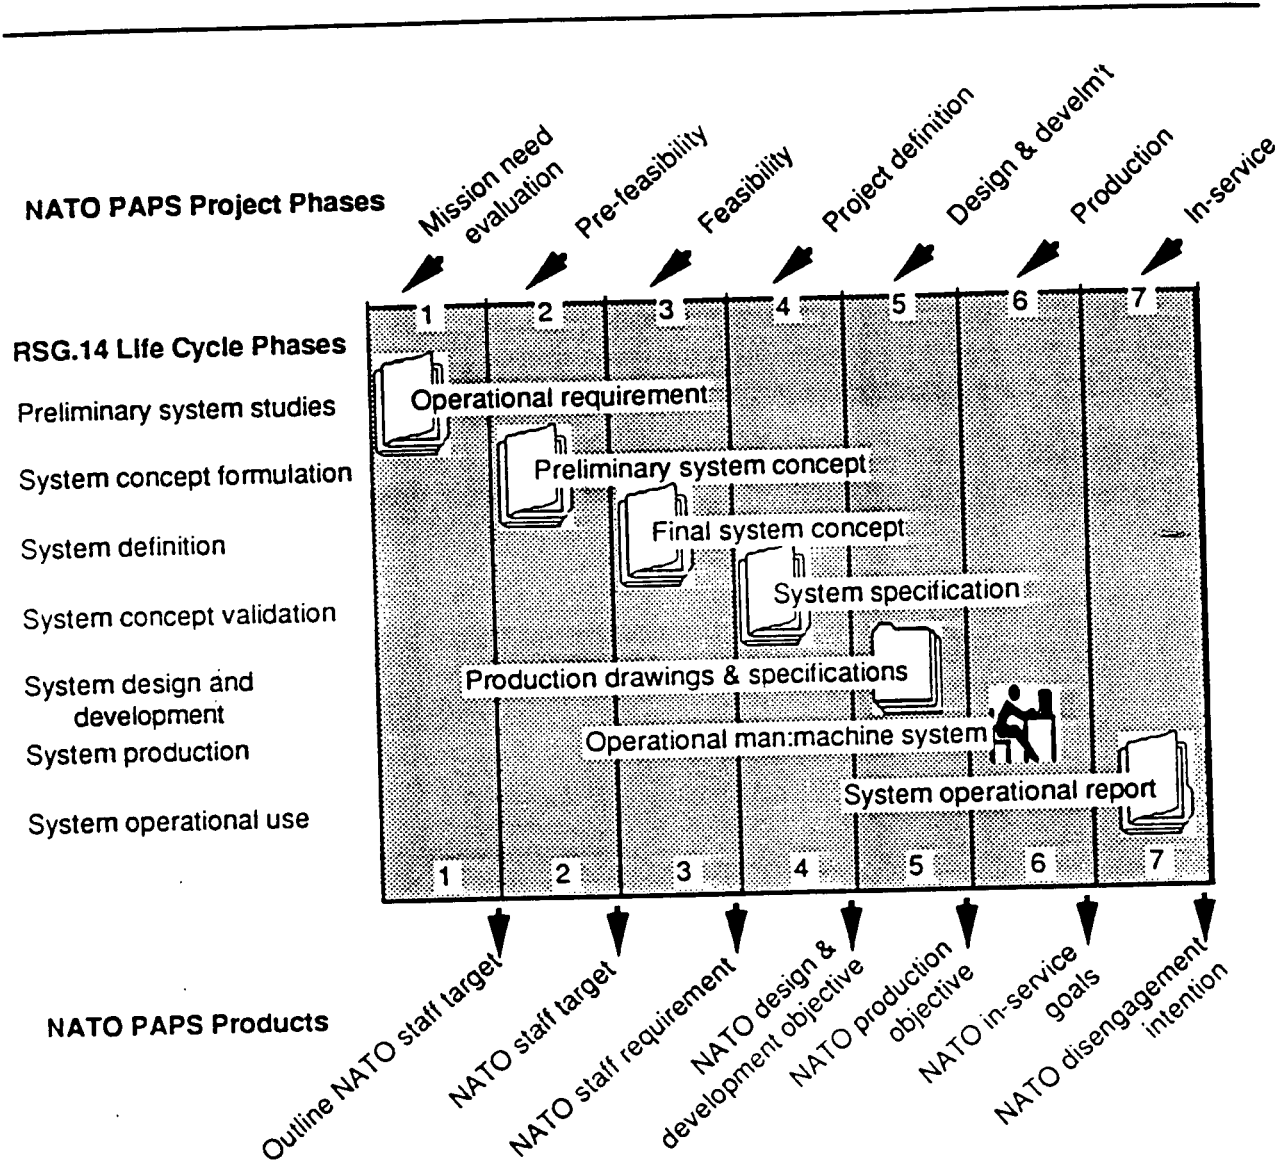 NATO PAPS Project Phases
Mission need
evaluation
Pre-feasibility
Feasibility
Project definition
Design & develm't
Production
In-service
1 2 3 4 5 6 7
RSG.14 Life Cycle Phases
Preliminary system studies
Operational requirement
System concept formulation
Preliminary system concept
System definition
Final system concept
System concept validation
System specification
System design and
development
Production drawings & specifications
System production
Operational man:machine system
System operational use
System operational report
1 2 3 4 5 6 7
NATO PAPS Products
Outline NATO staff target
NATO staff target
NATO staff requirement
NATO design &
development objective
NATO production
objective
NATO in-service
goals
NATO disengagement
intention